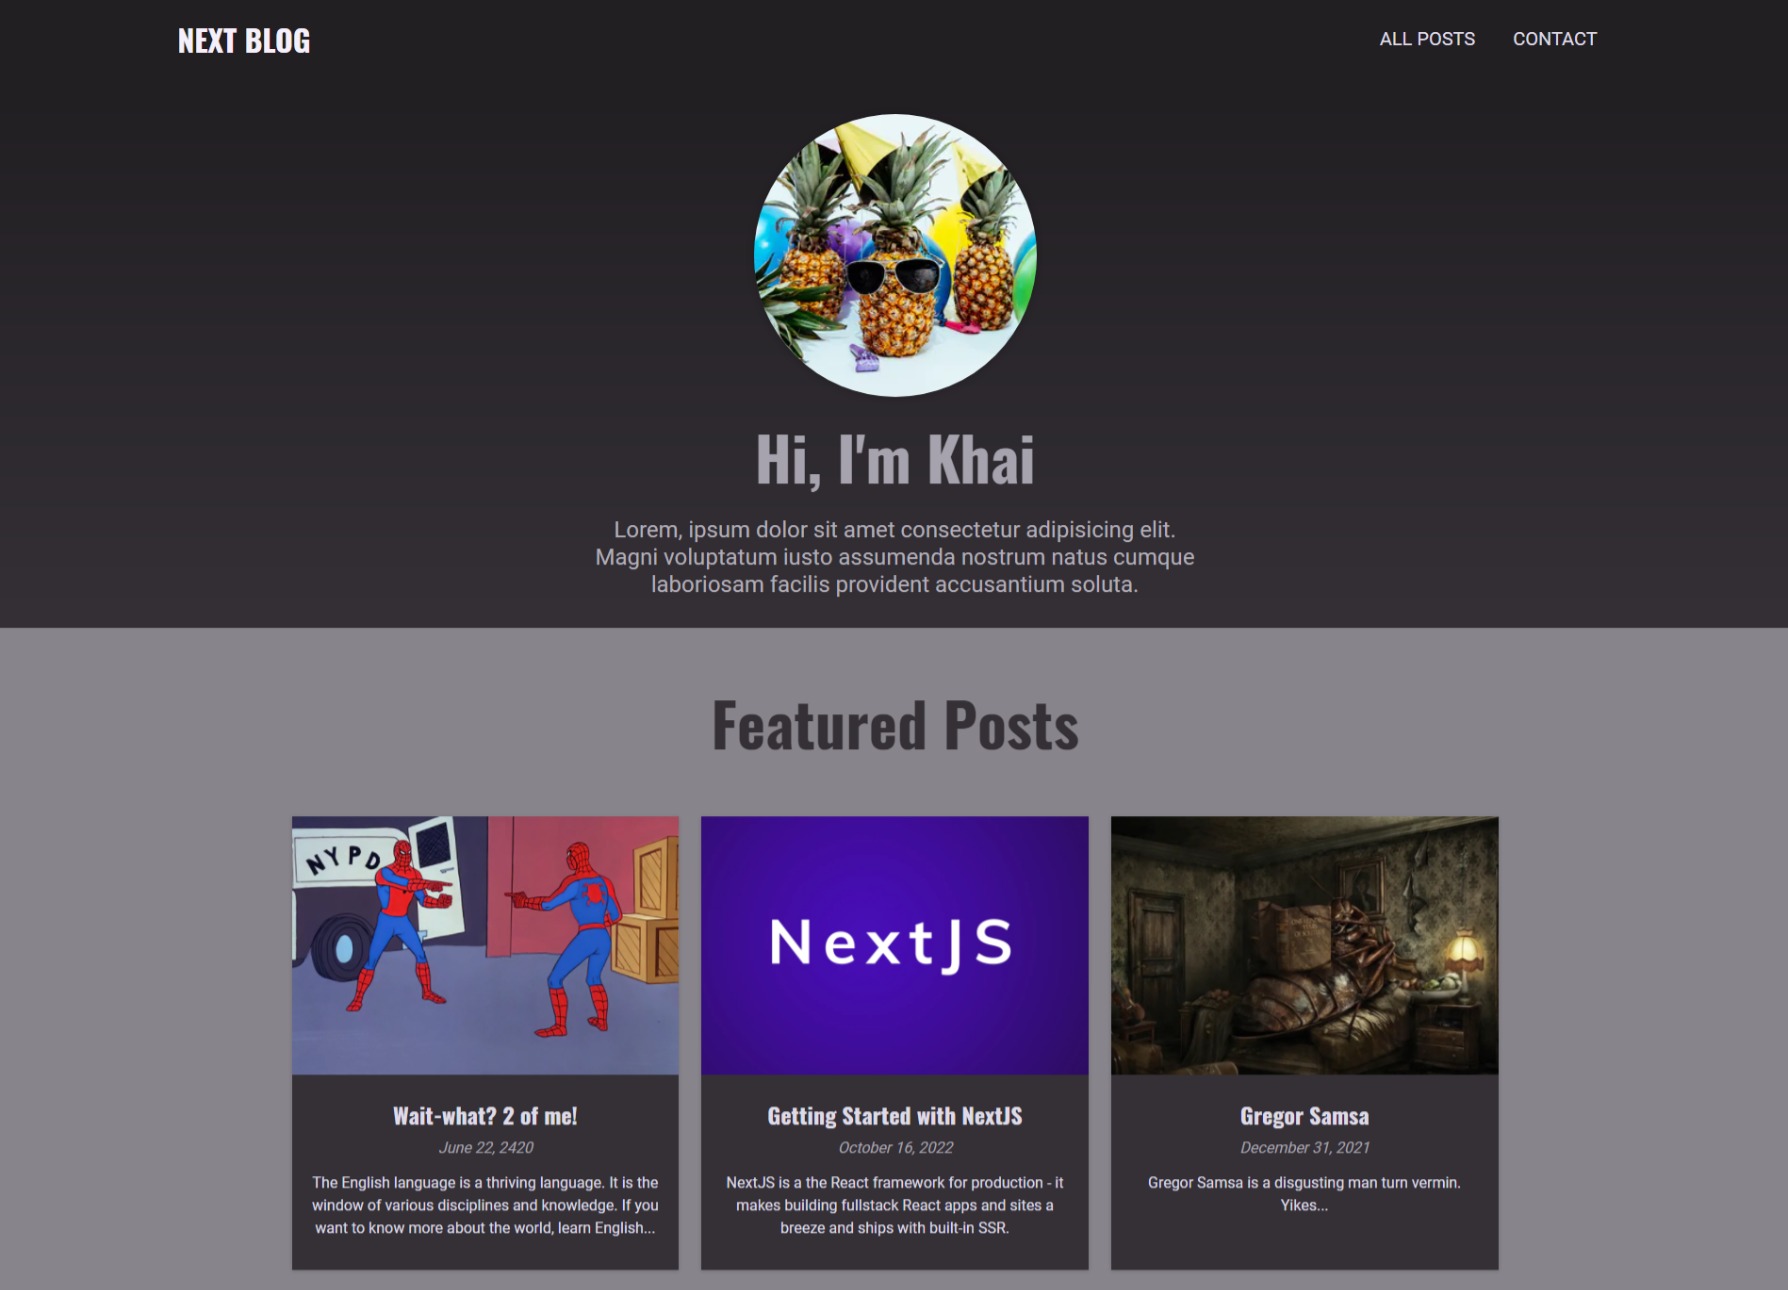 NEXT BLOG
ALL POSTS
CONTACT
Hi, I'm Khai
Lorem, ipsum dolor sit amet consectetur adipisicing elit.
Magni voluptatum iusto assumenda nostrum natus cumque
laboriosam facilis provident accusantium soluta.
Featured Posts
NYPD
NextJS
Wait-what? 2 of me!
June 22, 2420
The English language is a thriving language. It is the
window of various disciplines and knowledge. If you
want to know more about the world, learn English...
Getting Started with NextJS
October 16, 2022
NextJS is a the React framework for production - it
makes building fullstack React apps and sites a
breeze and ships with built-in SSR.
Gregor Samsa
December 31, 2021
Gregor Samsa is a disgusting man turn vermin.
Yikes...